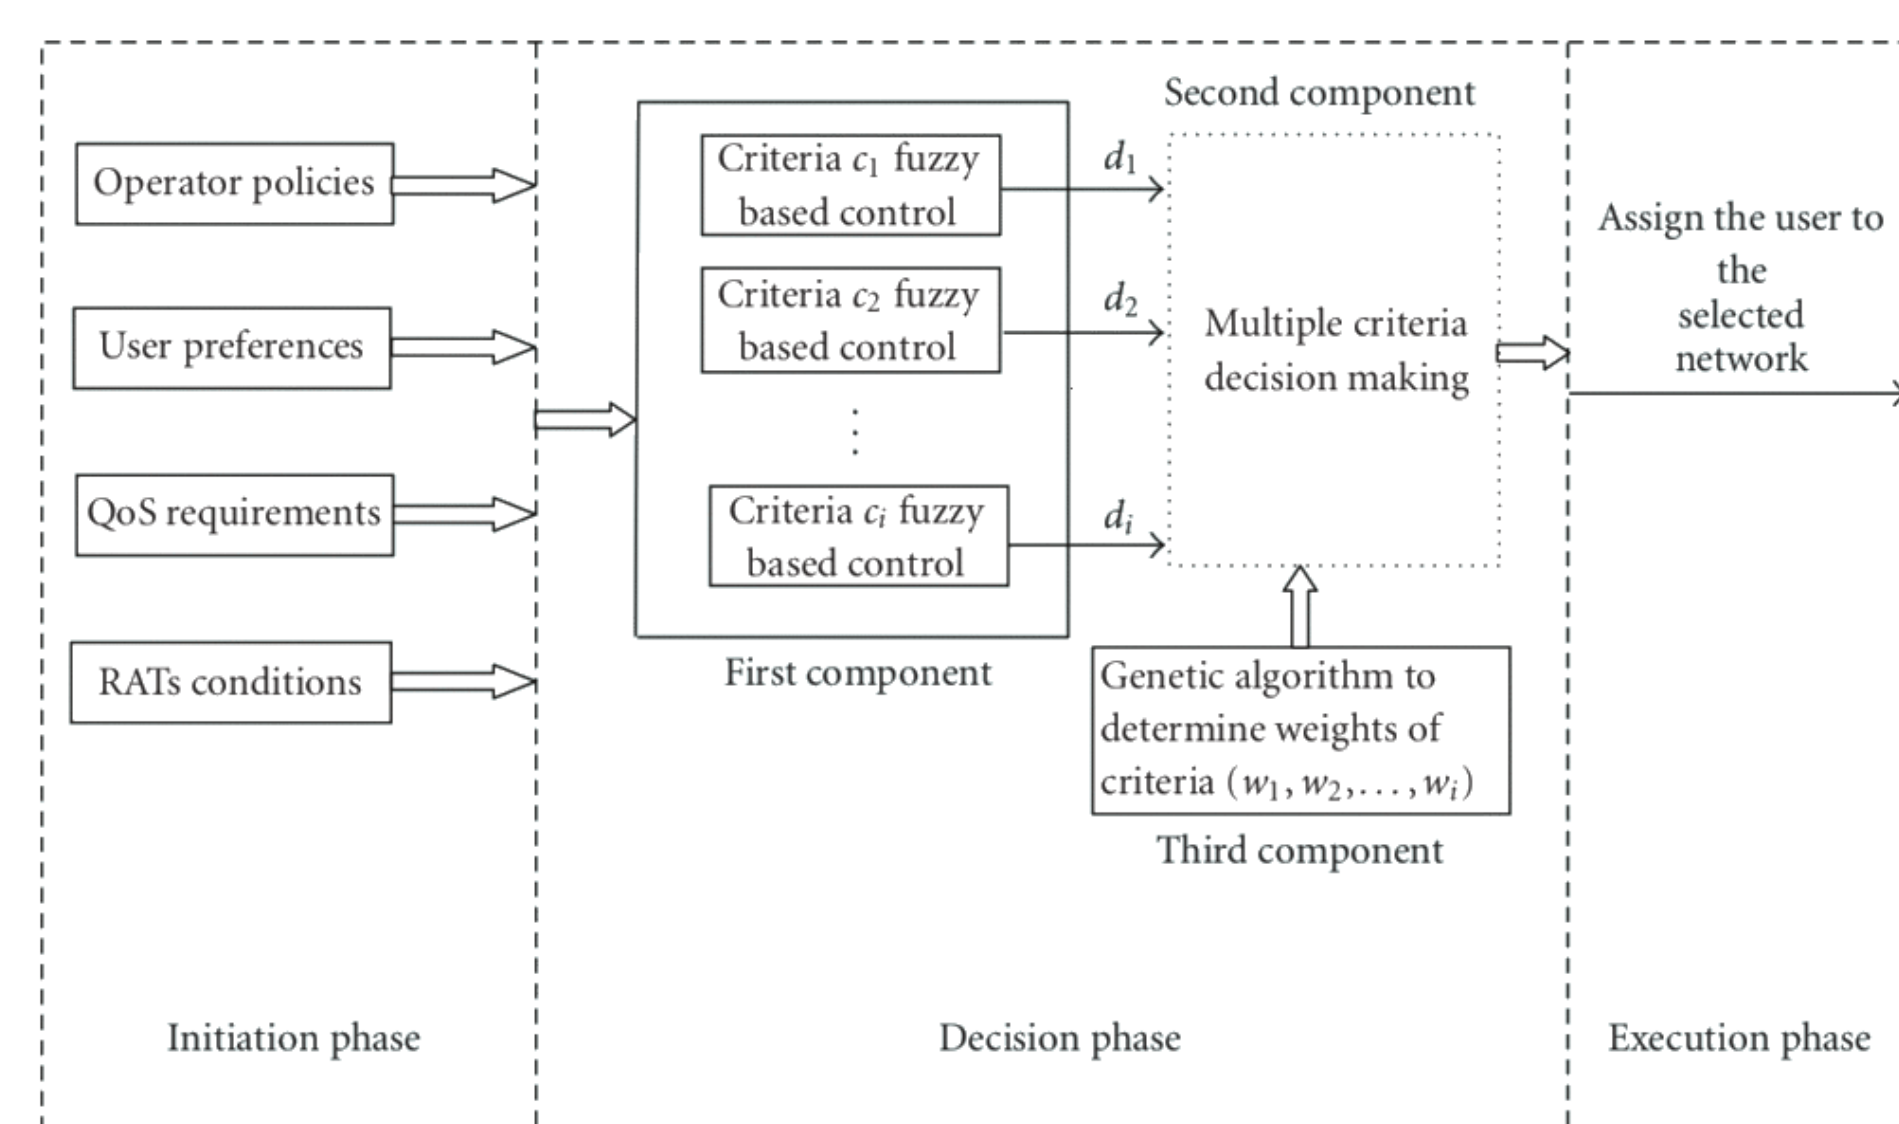 Operator policies
User preferences
QoS requirements
RATs conditions
Initiation phase
Criteria c₁ fuzzy
based control
Criteria c₂ fuzzy
based control
⋮
Criteria cᵢ fuzzy
based control
First component
d₁
d₂
dᵢ
Second component
Multiple criteria
decision making
Genetic algorithm to
determine weights of
criteria (w₁, w₂,..., wᵢ)
Third component
Decision phase
Assign the user to
the
selected
network
Execution phase